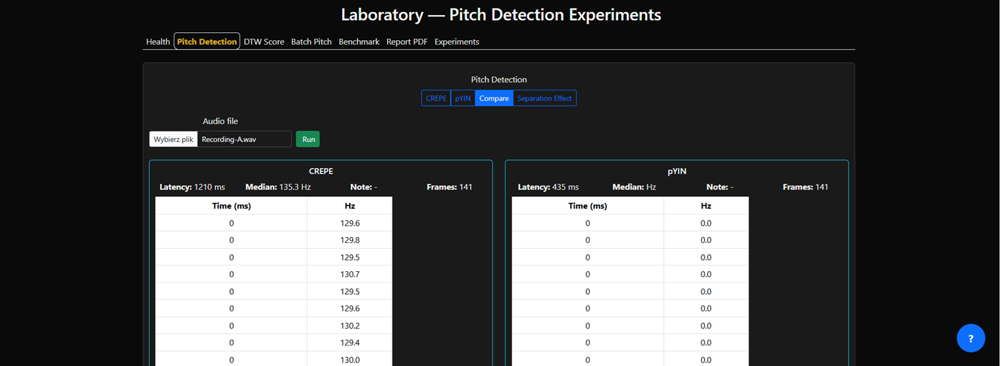 Laboratory — Pitch Detection Experiments
Health Pitch Detection DTW Score Batch Pitch Benchmark Report PDF Experiments
Pitch Detection
CREPE pYIN Compare Separation Effect
Audio file
Wybierz plik Recording-A.wav Run
CREPE
Latency: 1210 ms Median: 135.3 Hz Note: - Frames: 141
Time (ms) Hz
0 129.6
0 129.8
0 129.5
0 130.7
0 129.5
0 129.6
0 130.2
0 129.4
0 130.0
pYIN
Latency: 435 ms Median: Hz Note: - Frames: 141
Time (ms) Hz
0 0.0
0 0.0
0 0.0
0 0.0
0 0.0
0 0.0
0 0.0
0 0.0
0 0.0
?